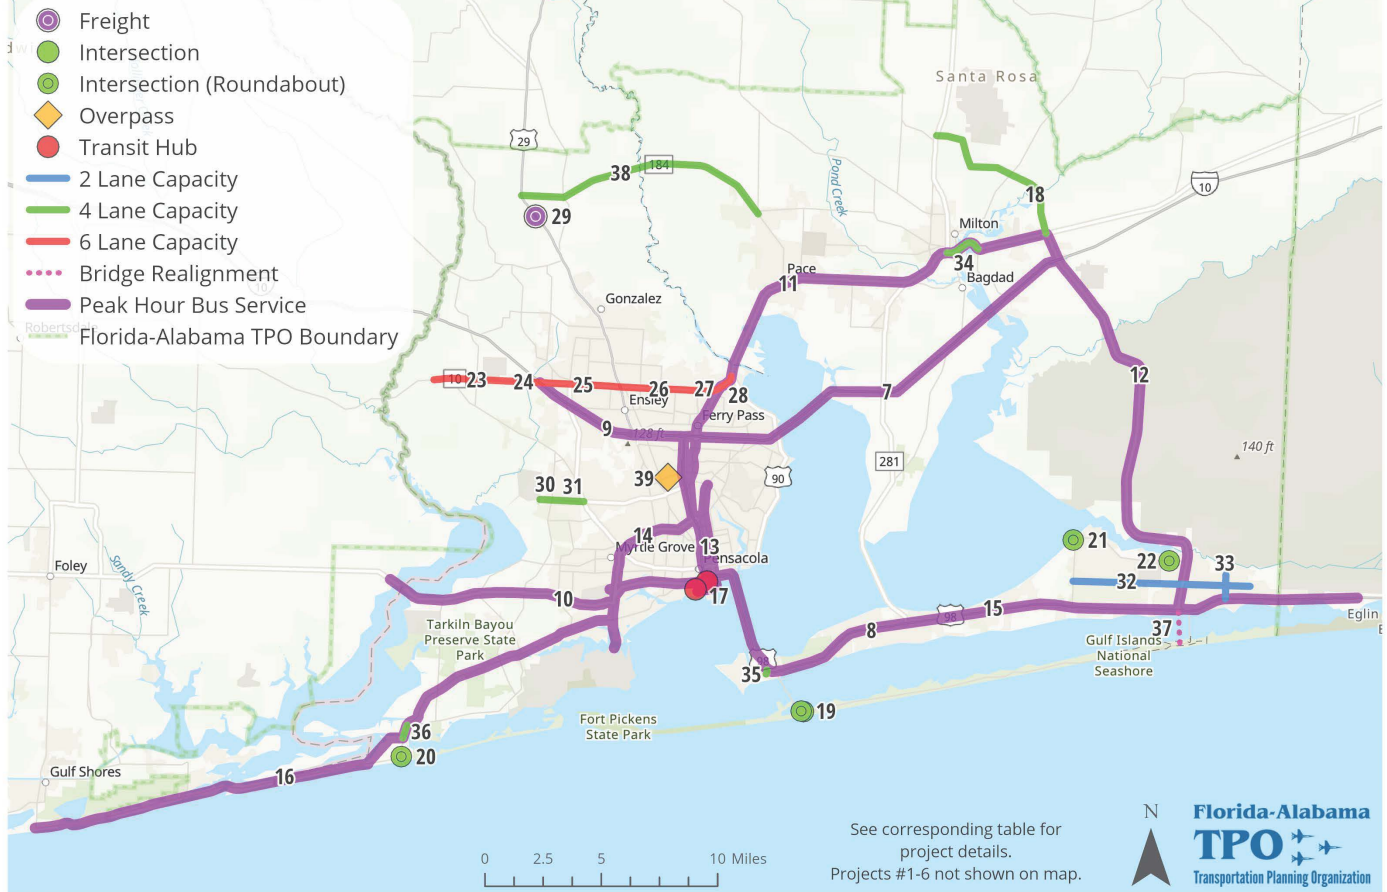 Freight
Intersection
Intersection (Roundabout)
Overpass
Transit Hub
2 Lane Capacity
4 Lane Capacity
6 Lane Capacity
Bridge Realignment
Peak Hour Bus Service
Florida-Alabama TPO Boundary
Santa Rosa
29
184
38
10
Pond Creek
18
29
Milton
34
Bagdad
Pace
11
Gonzalez
10
23
24
25
26
27
28
Ensley
Ferry Pass
12
7
9
128 ft
140 ft
281
90
39
30
31
14
Myrtle Grove
13
Pensacola
21
22
33
32
Foley
Sandy Creek
10
17
15
98
8
Eglin
37
Tarkiln Bayou
Preserve State
Park
Gulf Islands
National
Seashore
98
35
19
Fort Pickens
State Park
36
20
Gulf Shores
16
0
2.5
5
10 Miles
See corresponding table for
project details.
Projects #1-6 not shown on map.
N
Florida-Alabama
TPO
Transportation Planning Organization